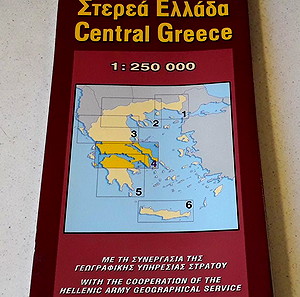 Στερεά Ελλάδα
Central Greece
1: 250 000
1
2
3
4
5
6
ΜΕ ΤΗ ΣΥΝΕΡΓΑΣΙΑ ΤΗΣ
ΓΕΩΓΡΑΦΙΚΗΣ ΥΠΗΡΕΣΙΑΣ ΣΤΡΑΤΟΥ
WITH THE COOPERATION OF THE
HELLENIC ARMY GEOGRAPHICAL SERVICE